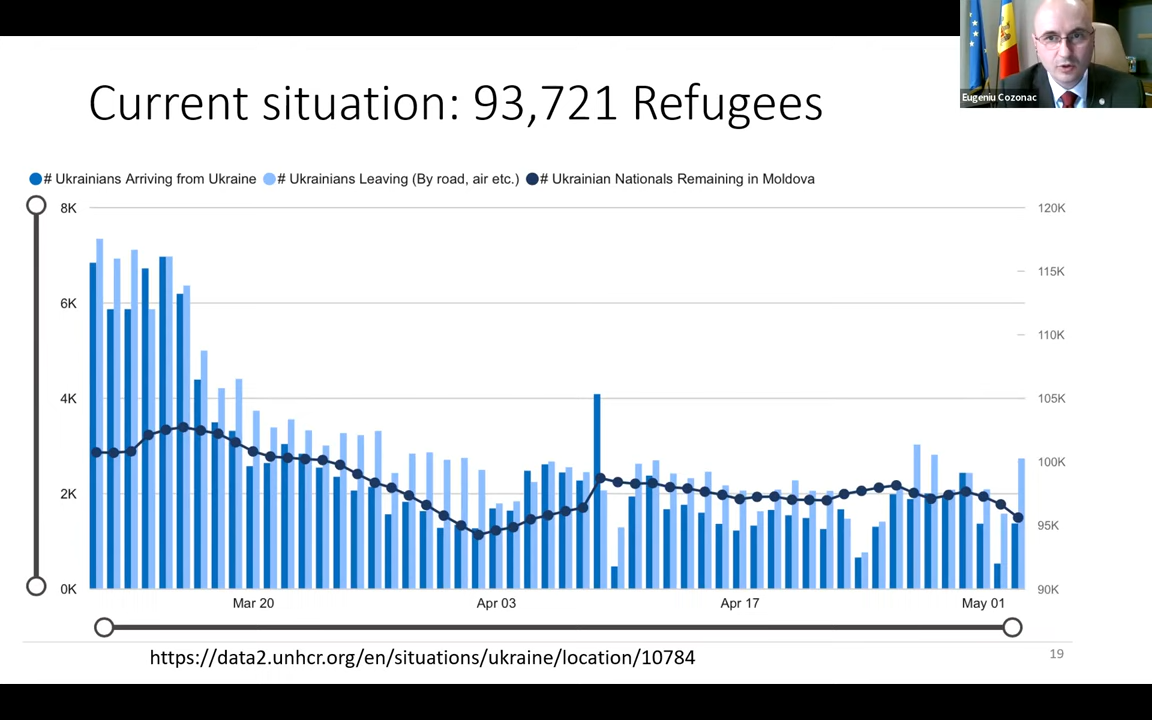 Current situation: 93,721 Refugees
Eugeniu Cozonac
# Ukrainians Arriving from Ukraine # Ukrainians Leaving (By road, air etc.) # Ukrainian Nationals Remaining in Moldova
8K 120K
115K
6K
110K
4K 105K
100K
2K
95K
0K 90K
Mar 20 Apr 03 Apr 17 May 01
https://data2.unhcr.org/en/situations/ukraine/location/10784
19